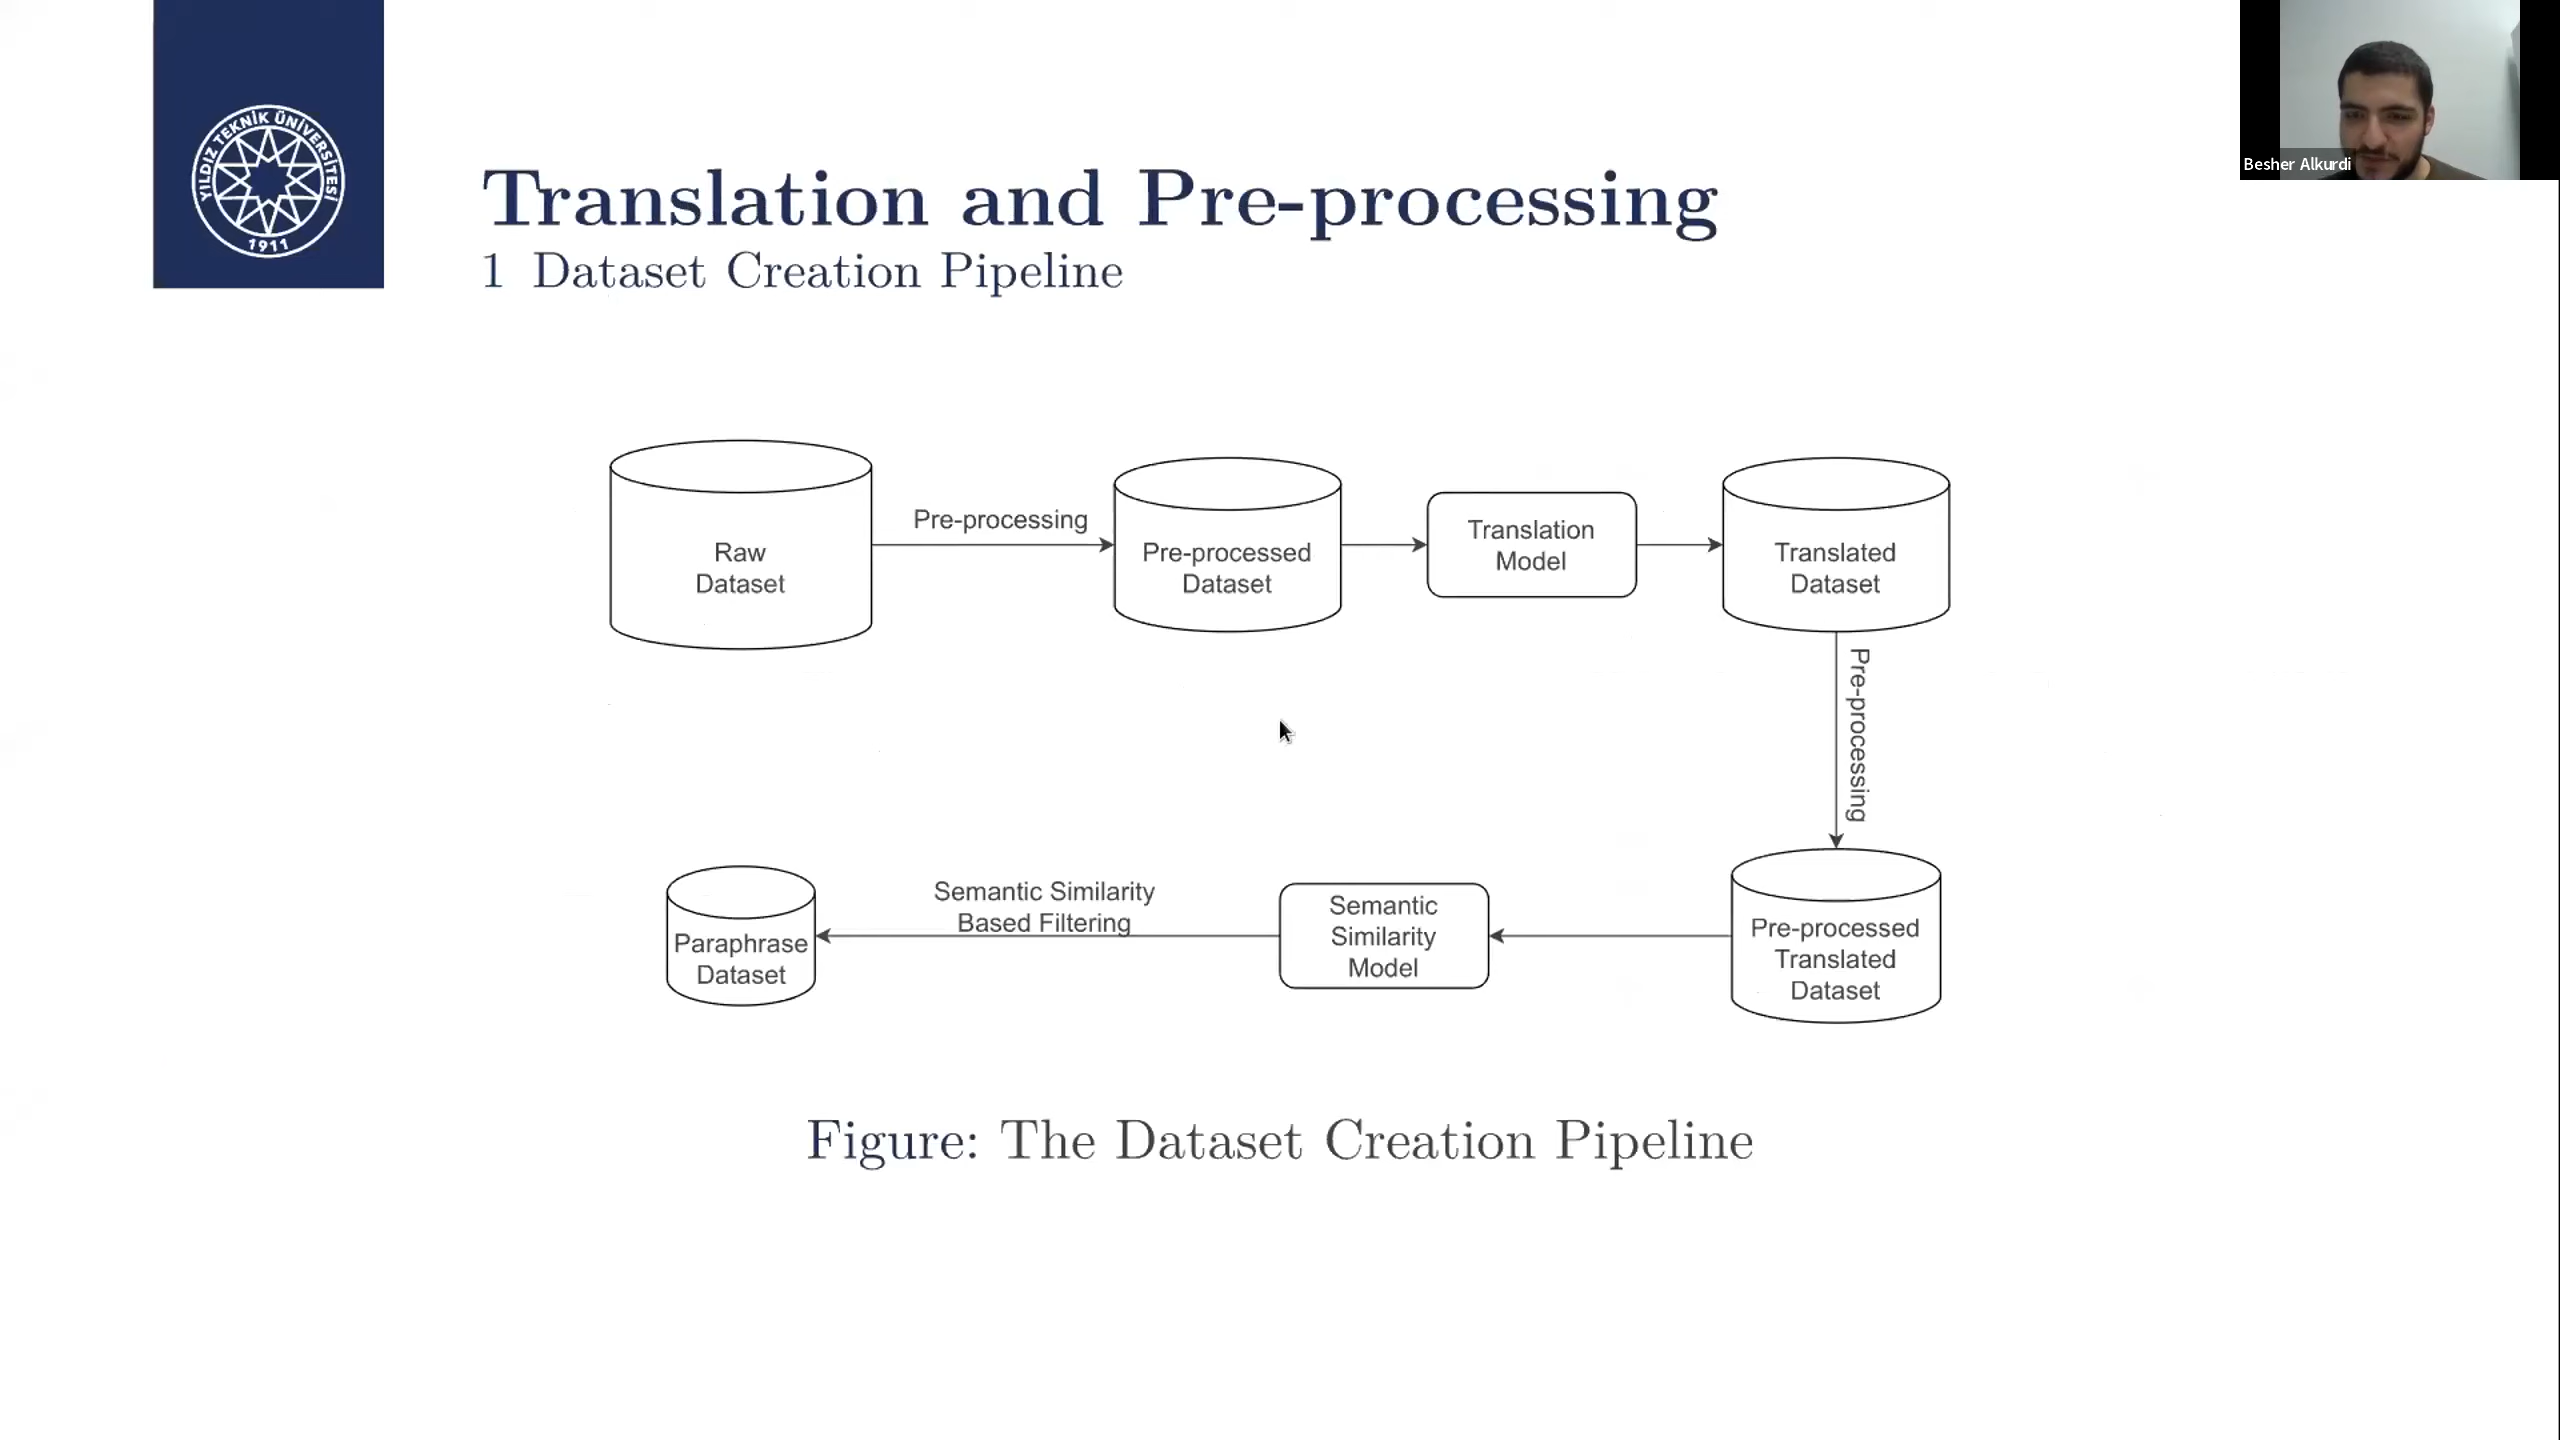 YILDIZ TEKNİK ÜNİVERSİTESİ
1911
Translation and Pre-processing
1 Dataset Creation Pipeline
Besher Alkurdi
Raw
Dataset
Pre-processing
Pre-processed
Dataset
Translation
Model
Translated
Dataset
Pre-processing
Pre-processed
Translated
Dataset
Semantic
Similarity
Model
Semantic Similarity
Based Filtering
Paraphrase
Dataset
Figure: The Dataset Creation Pipeline